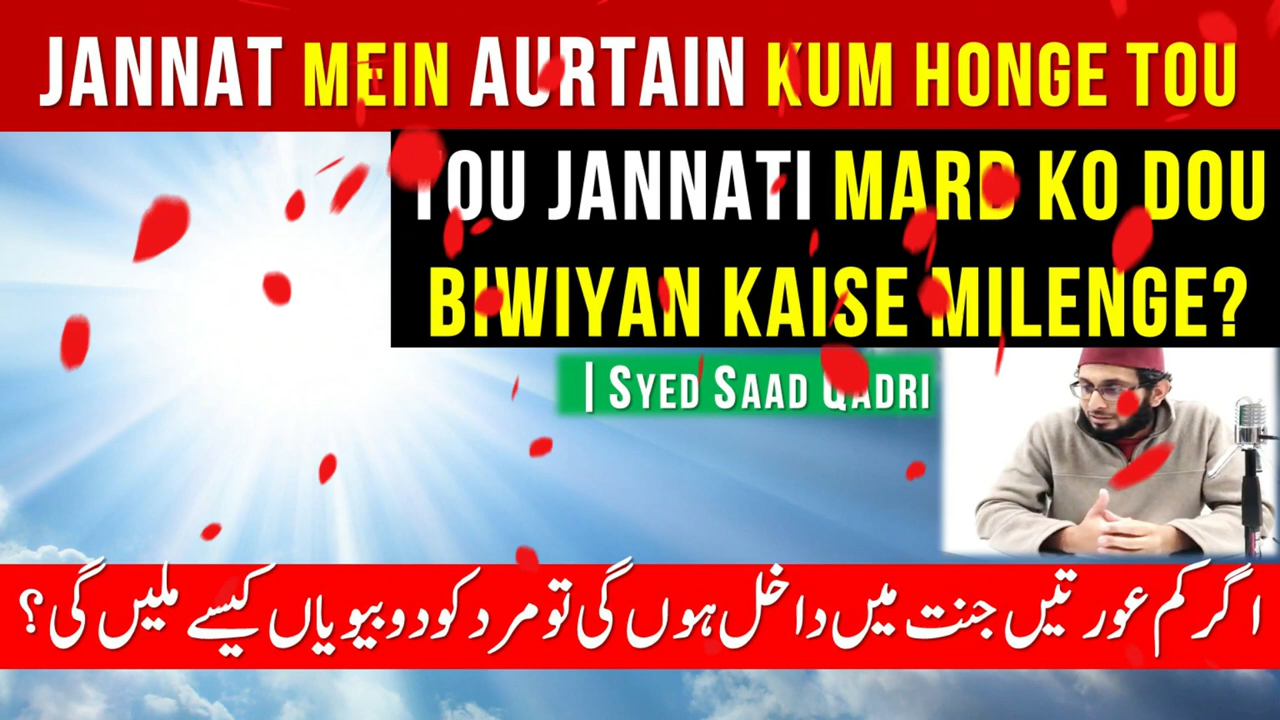 JANNAT MEIN AURTAIN KUM HONGE TOU
TOU JANNATI MARD KO DOU
BIWIYAN KAISE MILENGE?
| SYED SAAD QADRI
اگر کم عورتیں جنت میں داخل ہوں گی تو مرد کو دو بیویاں کیسے ملیں گی؟